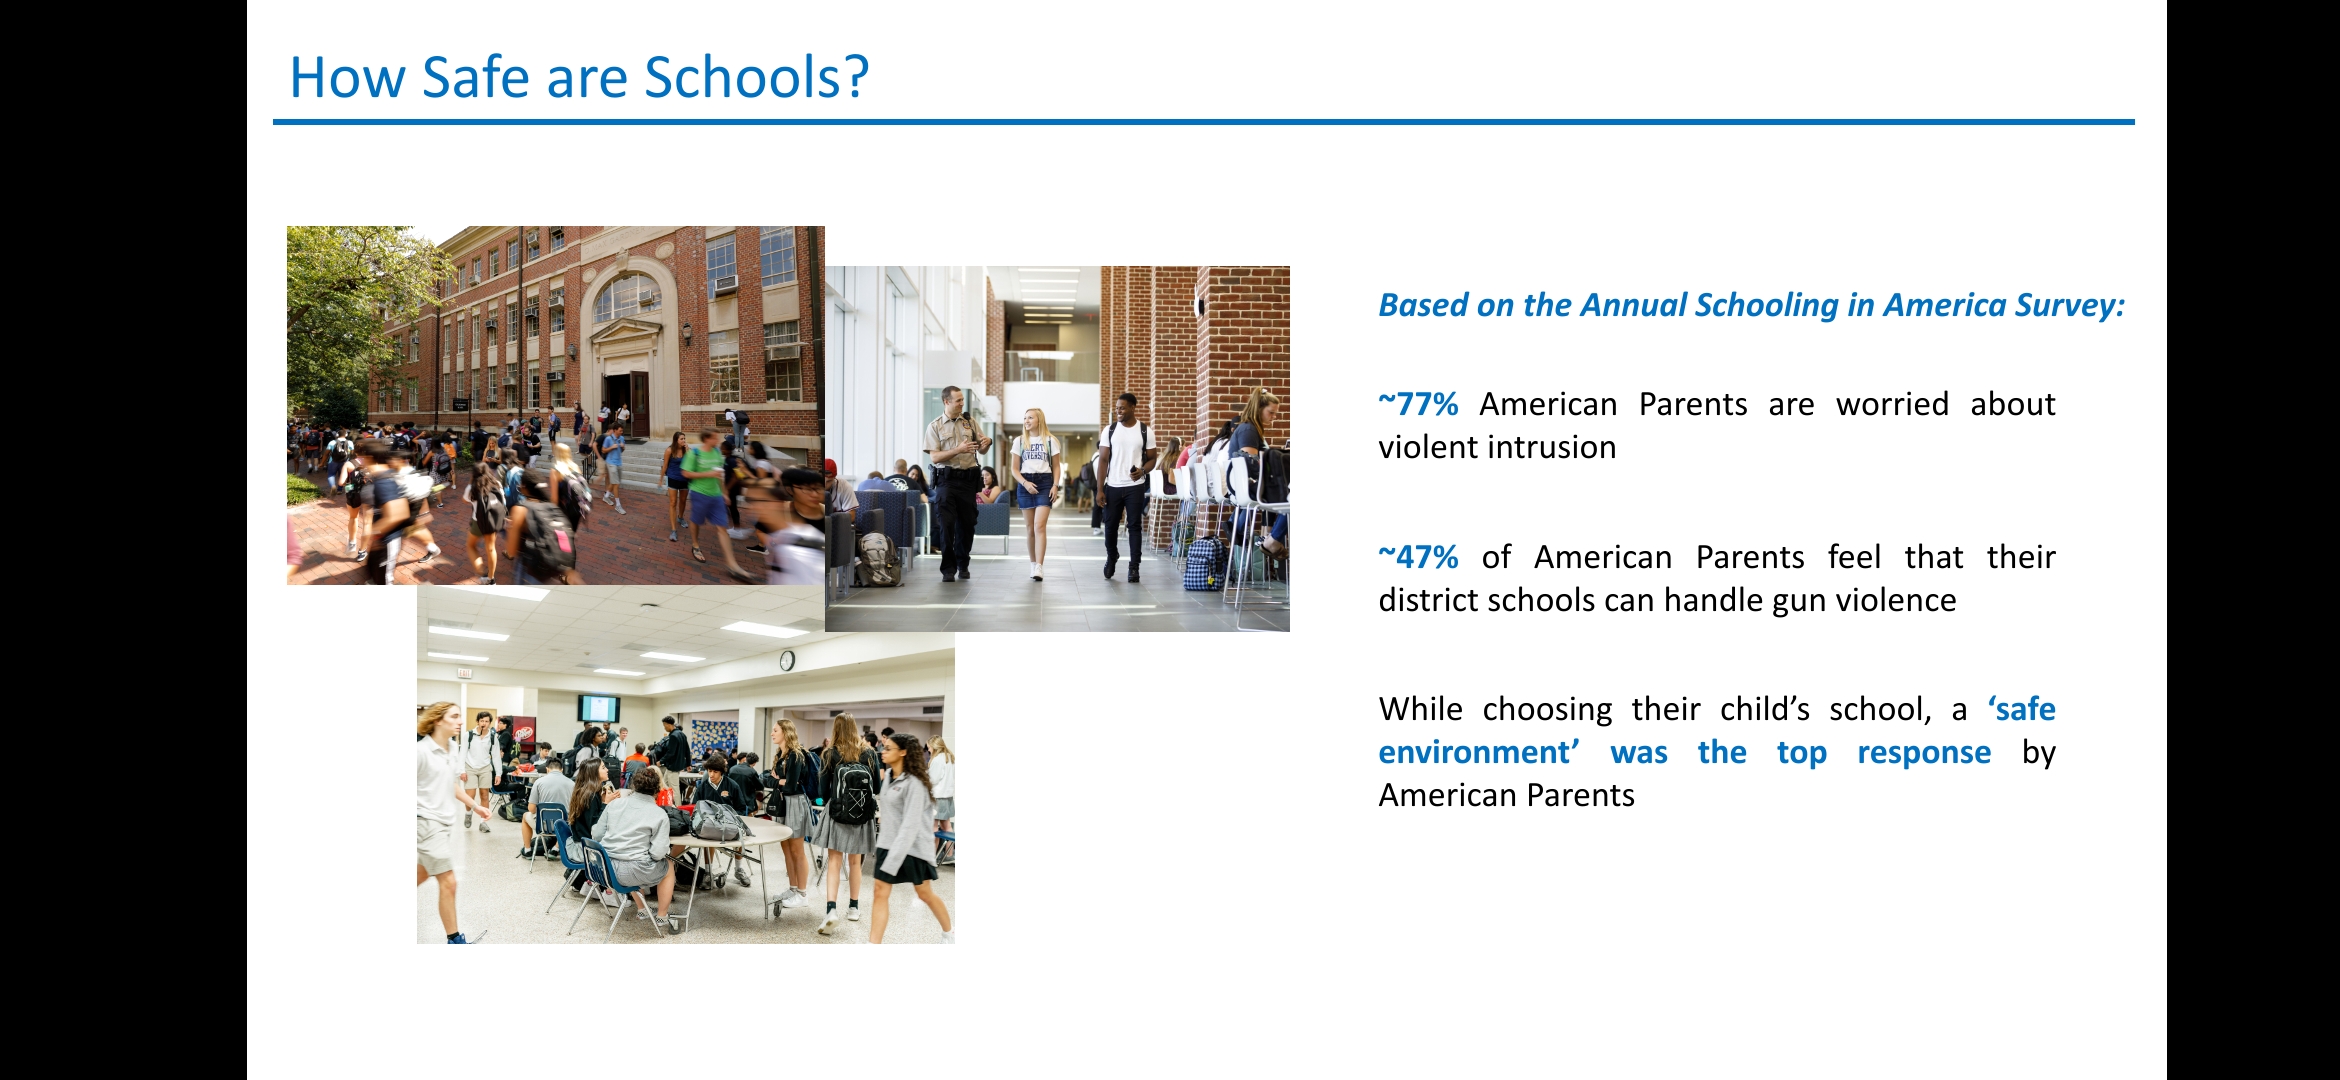 How Safe are Schools?
Based on the Annual Schooling in America Survey:
~77% American Parents are worried about
violent intrusion
~47% of American Parents feel that their
district schools can handle gun violence
While choosing their child’s school, a ‘safe
environment’ was the top response by
American Parents